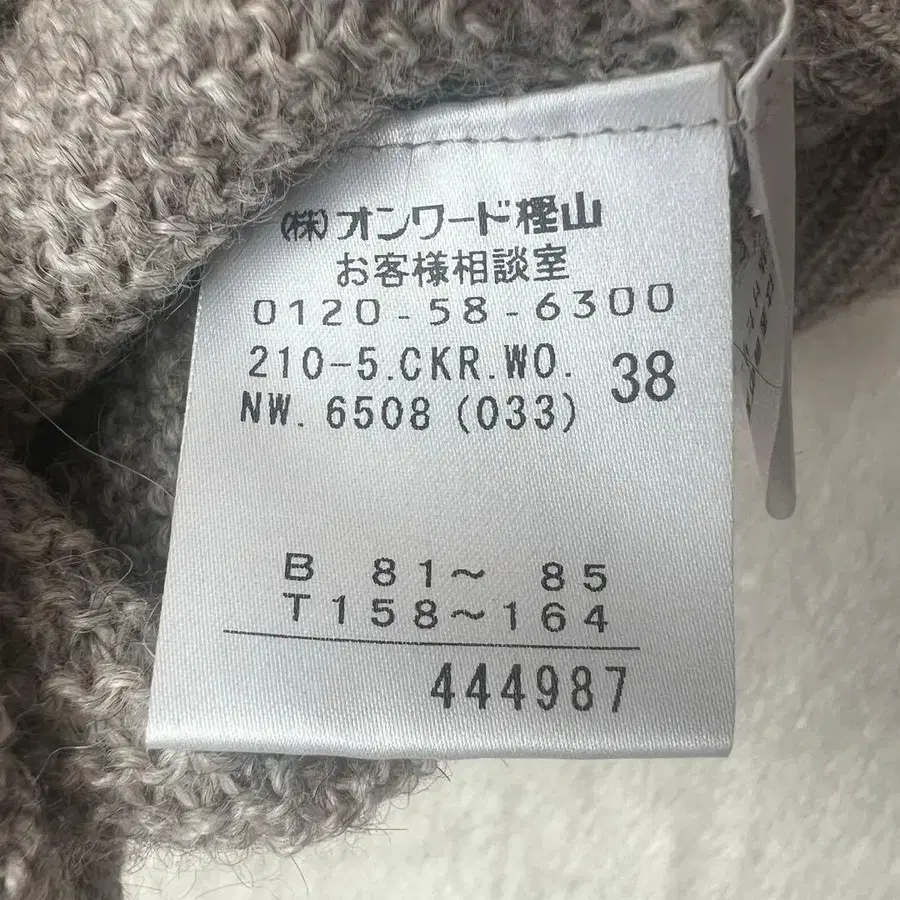 (株)オンワード樫山
お客様相談室
0120-58-6300
210-5.CKR.WO.
38
NW. 6508 (033)
B 81～ 85
T158～164
444987